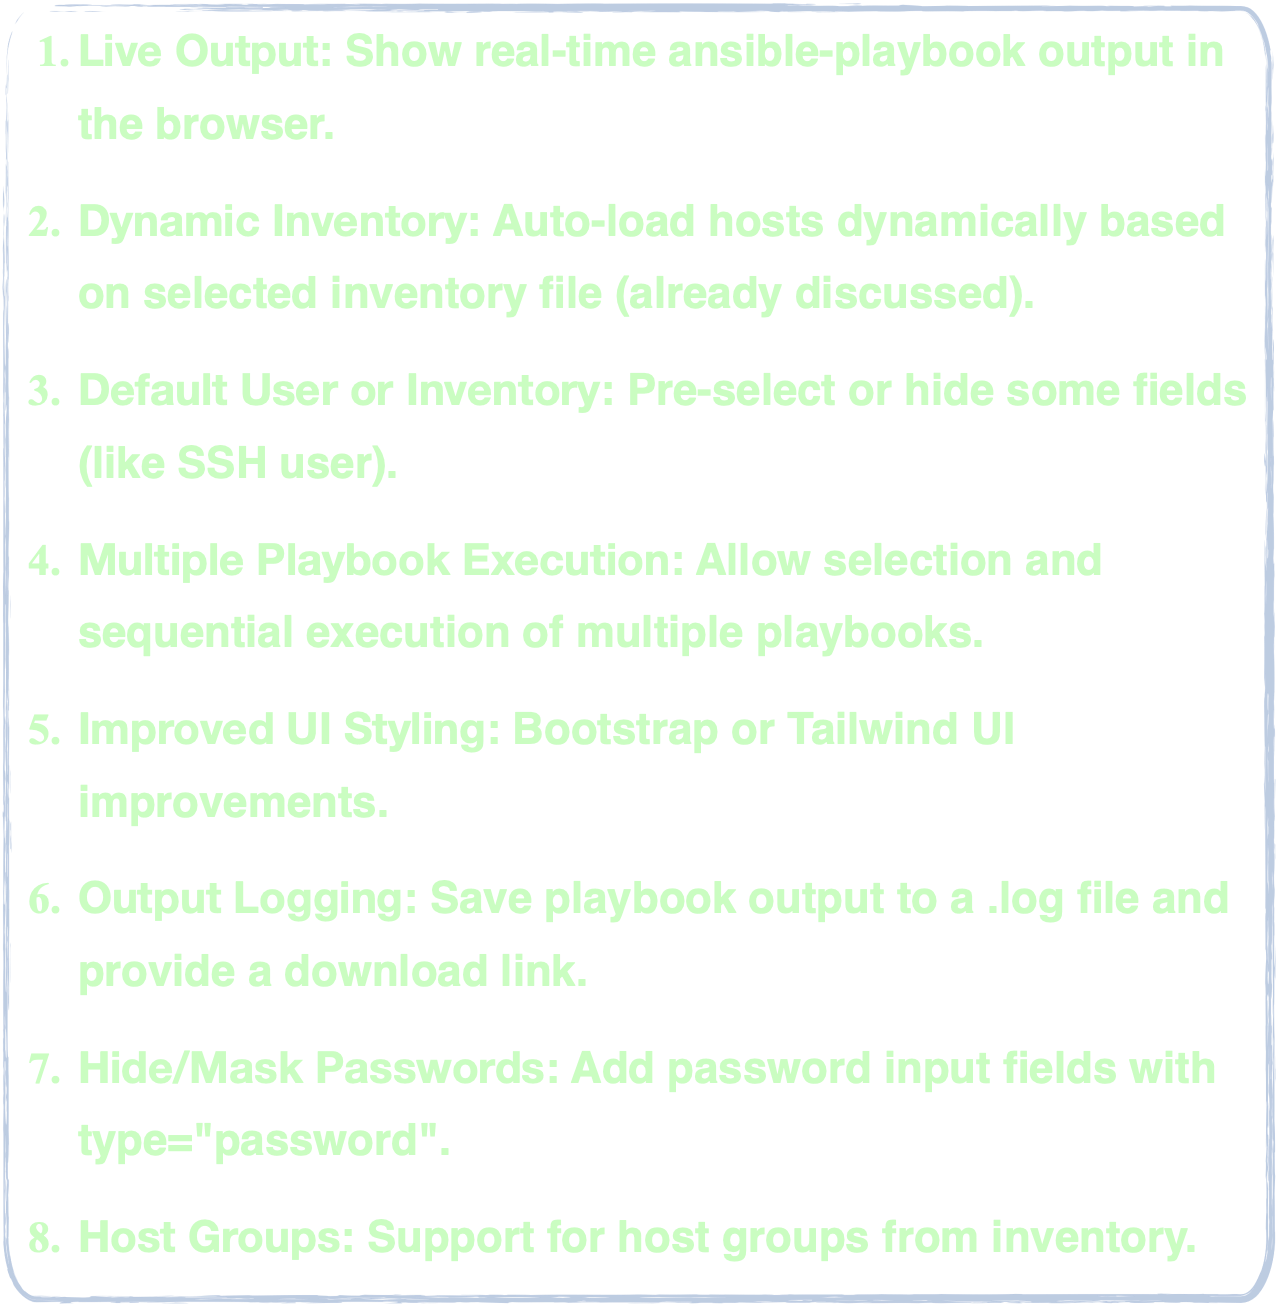 1. Live Output: Show real-time ansible-playbook output in
the browser.
2. Dynamic Inventory: Auto-load hosts dynamically based
on selected inventory file (already discussed).
3. Default User or Inventory: Pre-select or hide some fields
(like SSH user).
4. Multiple Playbook Execution: Allow selection and
sequential execution of multiple playbooks.
5. Improved UI Styling: Bootstrap or Tailwind UI
improvements.
6. Output Logging: Save playbook output to a .log file and
provide a download link.
7. Hide/Mask Passwords: Add password input fields with
type="password".
8. Host Groups: Support for host groups from inventory.